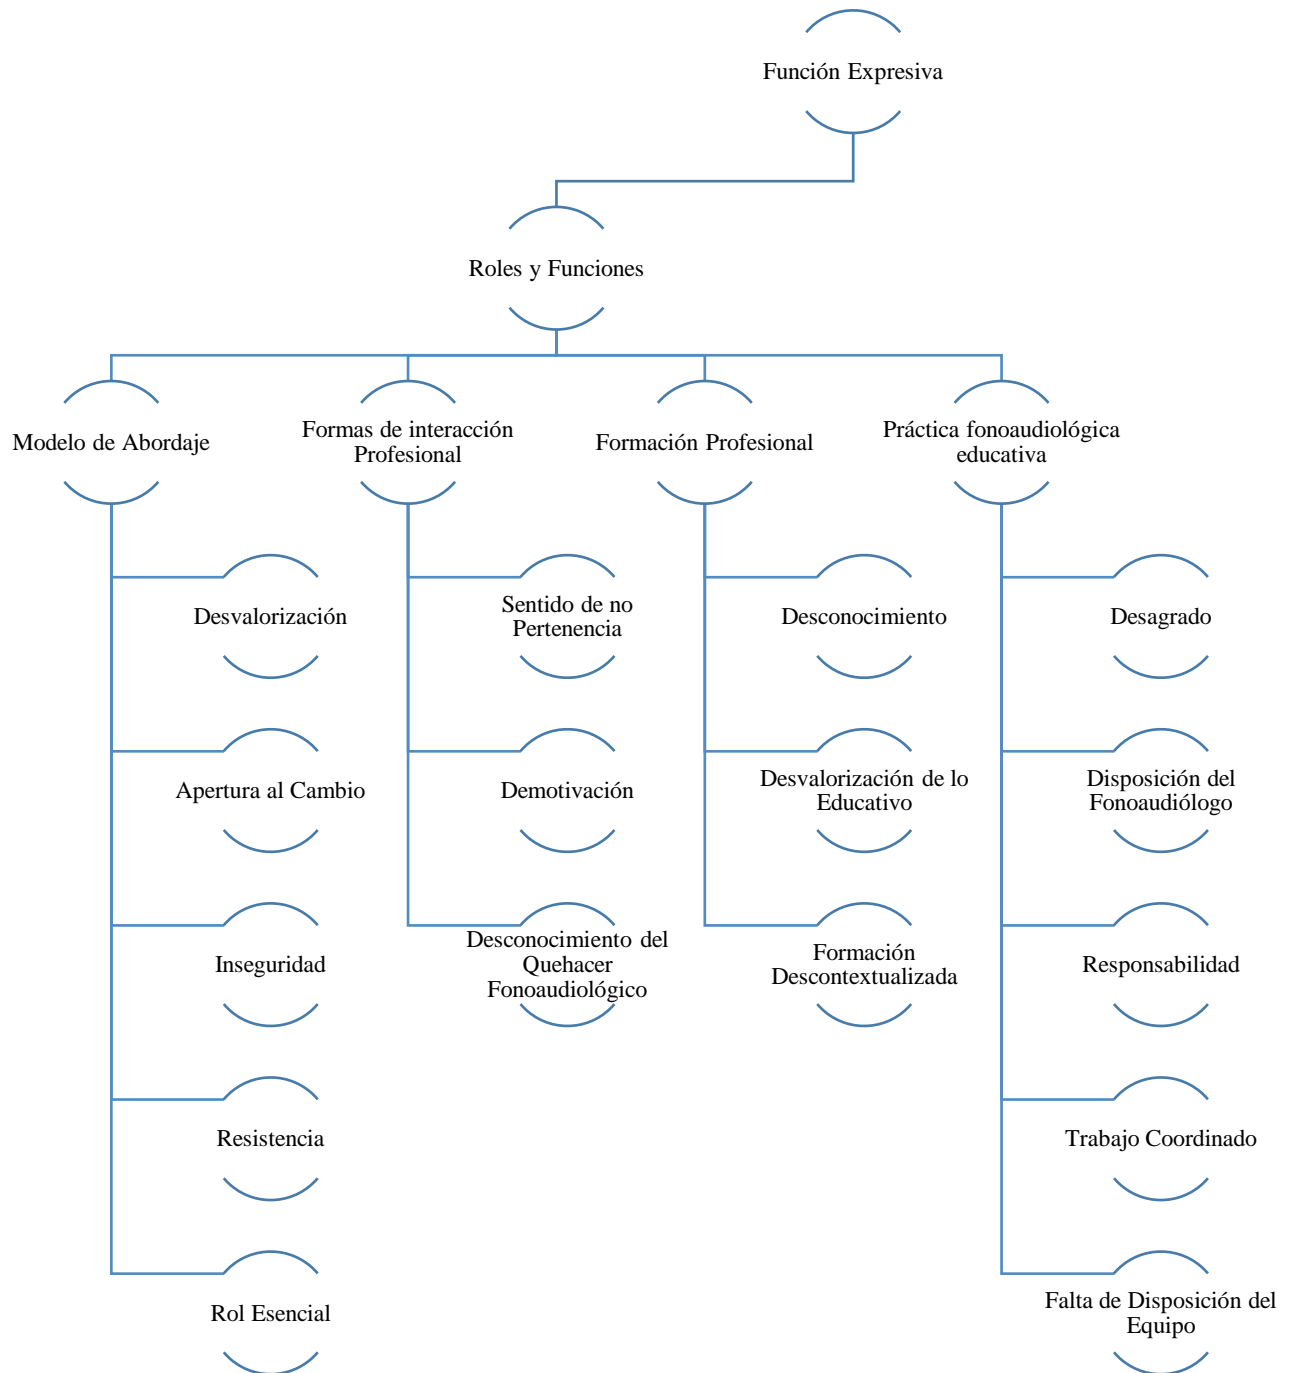 Función Expresiva
Roles y Funciones
Modelo de Abordaje
Formas de interacción
Profesional
Formación Profesional
Práctica fonoaudiológica
educativa
Desvalorización
Apertura al Cambio
Inseguridad
Resistencia
Rol Esencial
Sentido de no
Pertenencia
Demotivación
Desconocimiento del
Quehacer
Fonoaudiológico
Desconocimiento
Desvalorización de lo
Educativo
Formación
Descontextualizada
Desagrado
Disposición del
Fonoaudiólogo
Responsabilidad
Trabajo Coordinado
Falta de Disposición del
Equipo